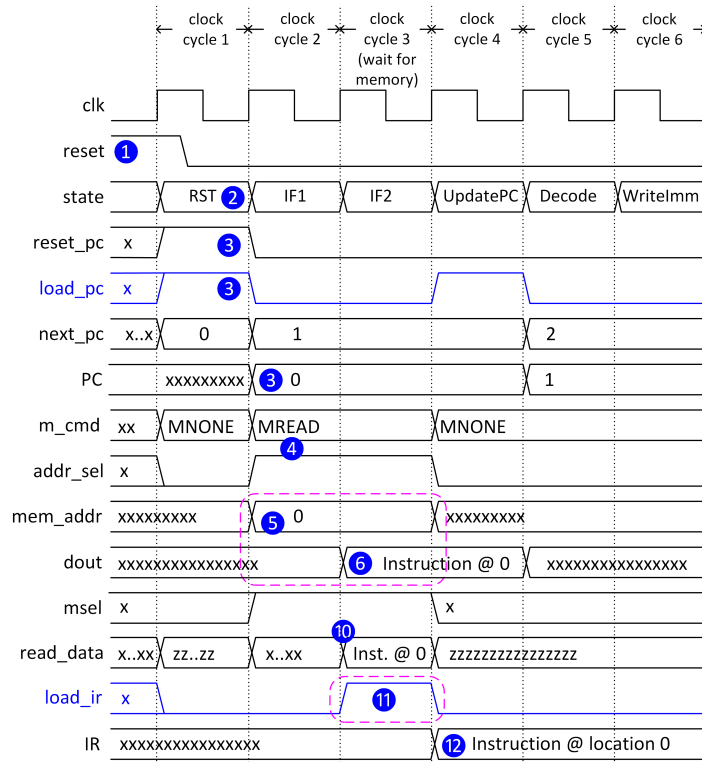 clock clock clock clock clock clock
cycle 1 cycle 2 cycle 3 cycle 4 cycle 5 cycle 6
(wait for
memory)
clk
reset 1
state RST 2 IF1 IF2 UpdatePC Decode WriteImm
reset_pc x 3
load_pc x 3
next_pc x..x 0 1 2
PC xxxxxxxxx 3 0 1
m_cmd xx MNONE MREAD MNONE
4
addr_sel x
mem_addr xxxxxxxxx 5 0 xxxxxxxxx
dout xxxxxxxxxxxxxxxx 6 Instruction @ 0 xxxxxxxxxxxxxxxx
msel x x
10
read_data x..xx zz..zz x..xx Inst. @ 0 zzzzzzzzzzzzzzzz
load_ir x 11
IR xxxxxxxxxxxxxxxx 12 Instruction @ location 0